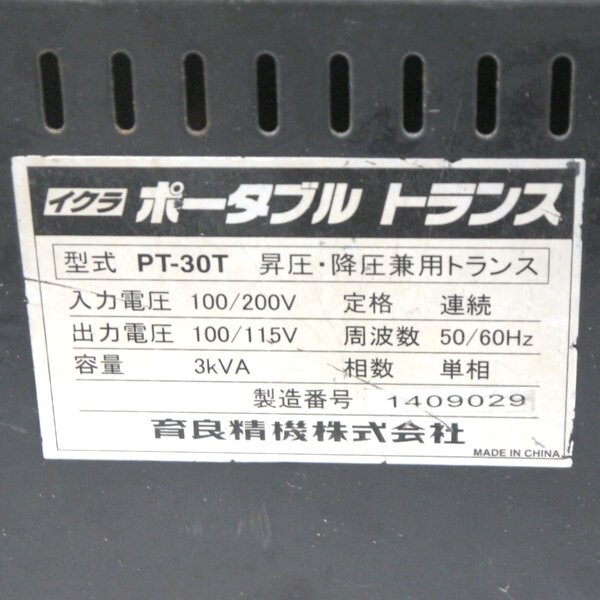 イクラ ポータブル トランス
型式 PT-30T 昇圧・降圧兼用トランス
入力電圧 100/200V 定格 連続
出力電圧 100/115V 周波数 50/60Hz
容量 3kVA 相数 単相
製造番号 1409029
育良精機株式会社
MADE IN CHINA